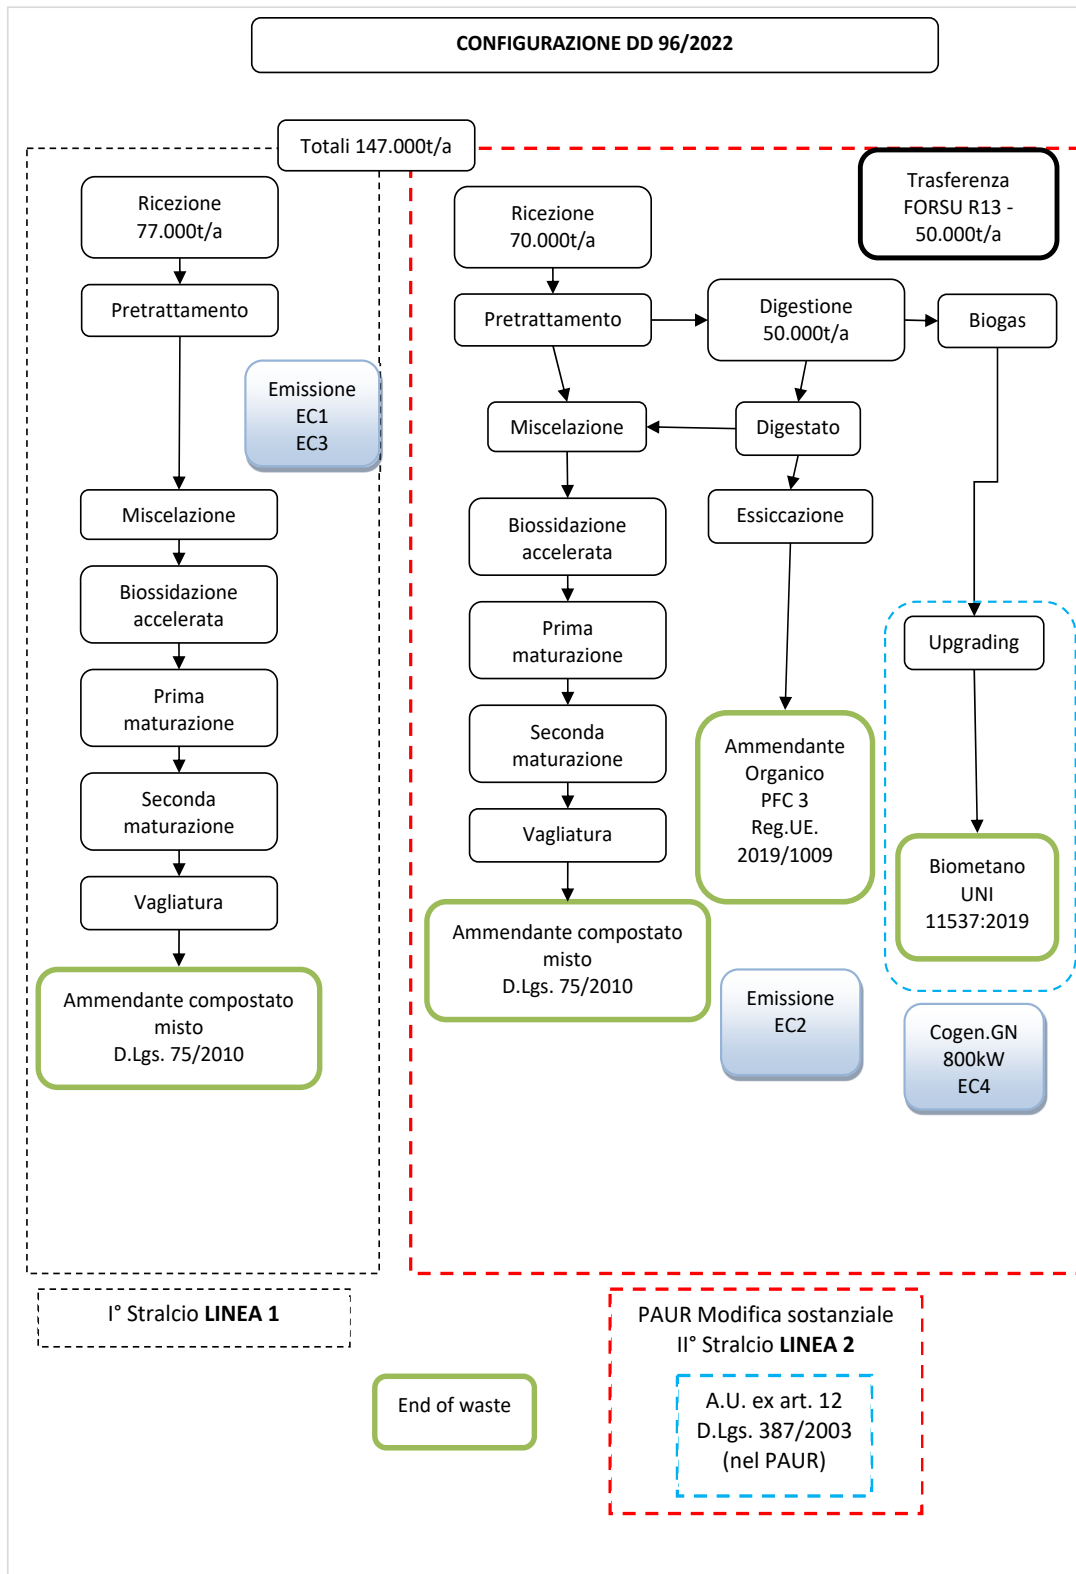 CONFIGURAZIONE DD 96/2022
Totali 147.000t/a
Ricezione
77.000t/a
Pretrattamento
Emissione
EC1
EC3
Miscelazione
Biossidazione
accelerata
Prima
maturazione
Seconda
maturazione
Vagliatura
Ammendante compostato
misto
D.Lgs. 75/2010
Trasferenza
FORSU R13 -
50.000t/a
Ricezione
70.000t/a
Pretrattamento
Digestione
50.000t/a
Biogas
Miscelazione
Digestato
Biossidazione
accelerata
Essiccazione
Prima
maturazione
Upgrading
Seconda
maturazione
Ammendante
Organico
PFC 3
Reg.UE.
2019/1009
Vagliatura
Biometano
UNI
11537:2019
Ammendante compostato
misto
D.Lgs. 75/2010
Emissione
EC2
Cogen.GN
800kW
EC4
I° Stralcio LINEA 1
PAUR Modifica sostanziale
II° Stralcio LINEA 2
End of waste
A.U. ex art. 12
D.Lgs. 387/2003
(nel PAUR)